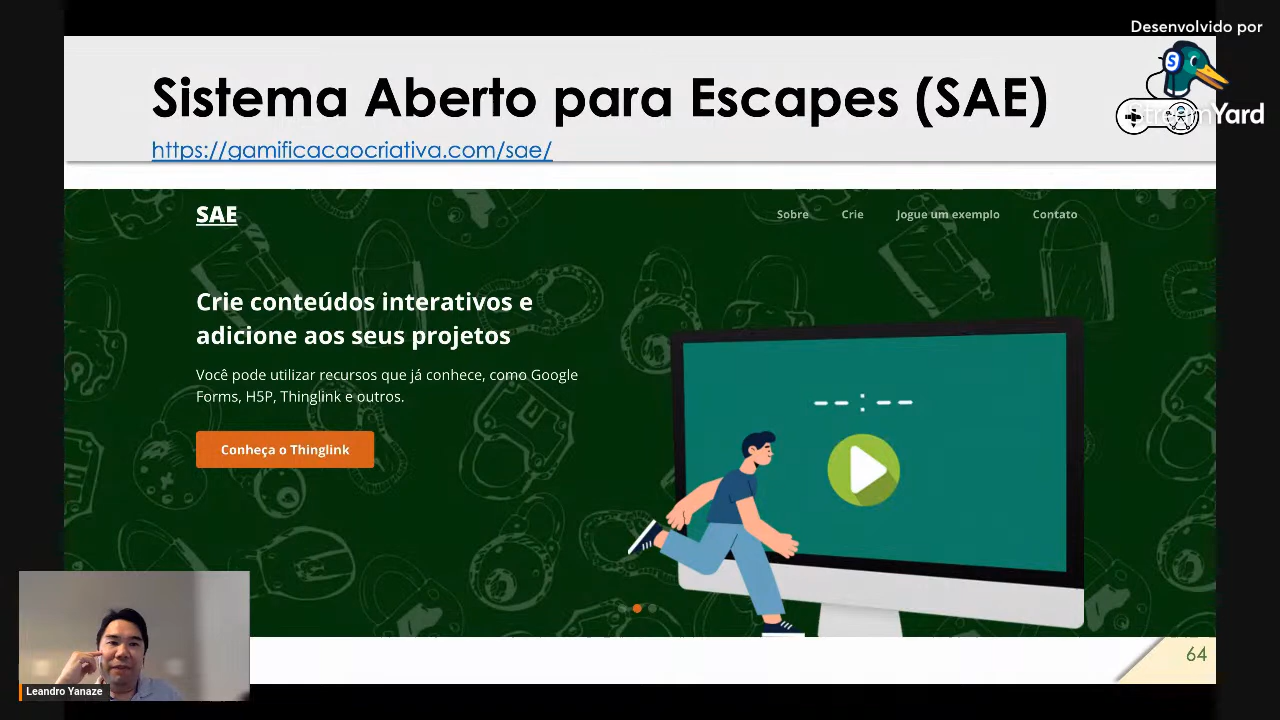 Desenvolvido por
StreamYard
Sistema Aberto para Escapes (SAE)
https://gamificacaocriativa.com/sae/
SAE
Sobre
Crie
Jogue um exemplo
Contato
Crie conteúdos interativos e
adicione aos seus projetos
Você pode utilizar recursos que já conhece, como Google
Forms, H5P, Thinglink e outros.
Conheça o Thinglink
-- : --
64
Leandro Yanaze